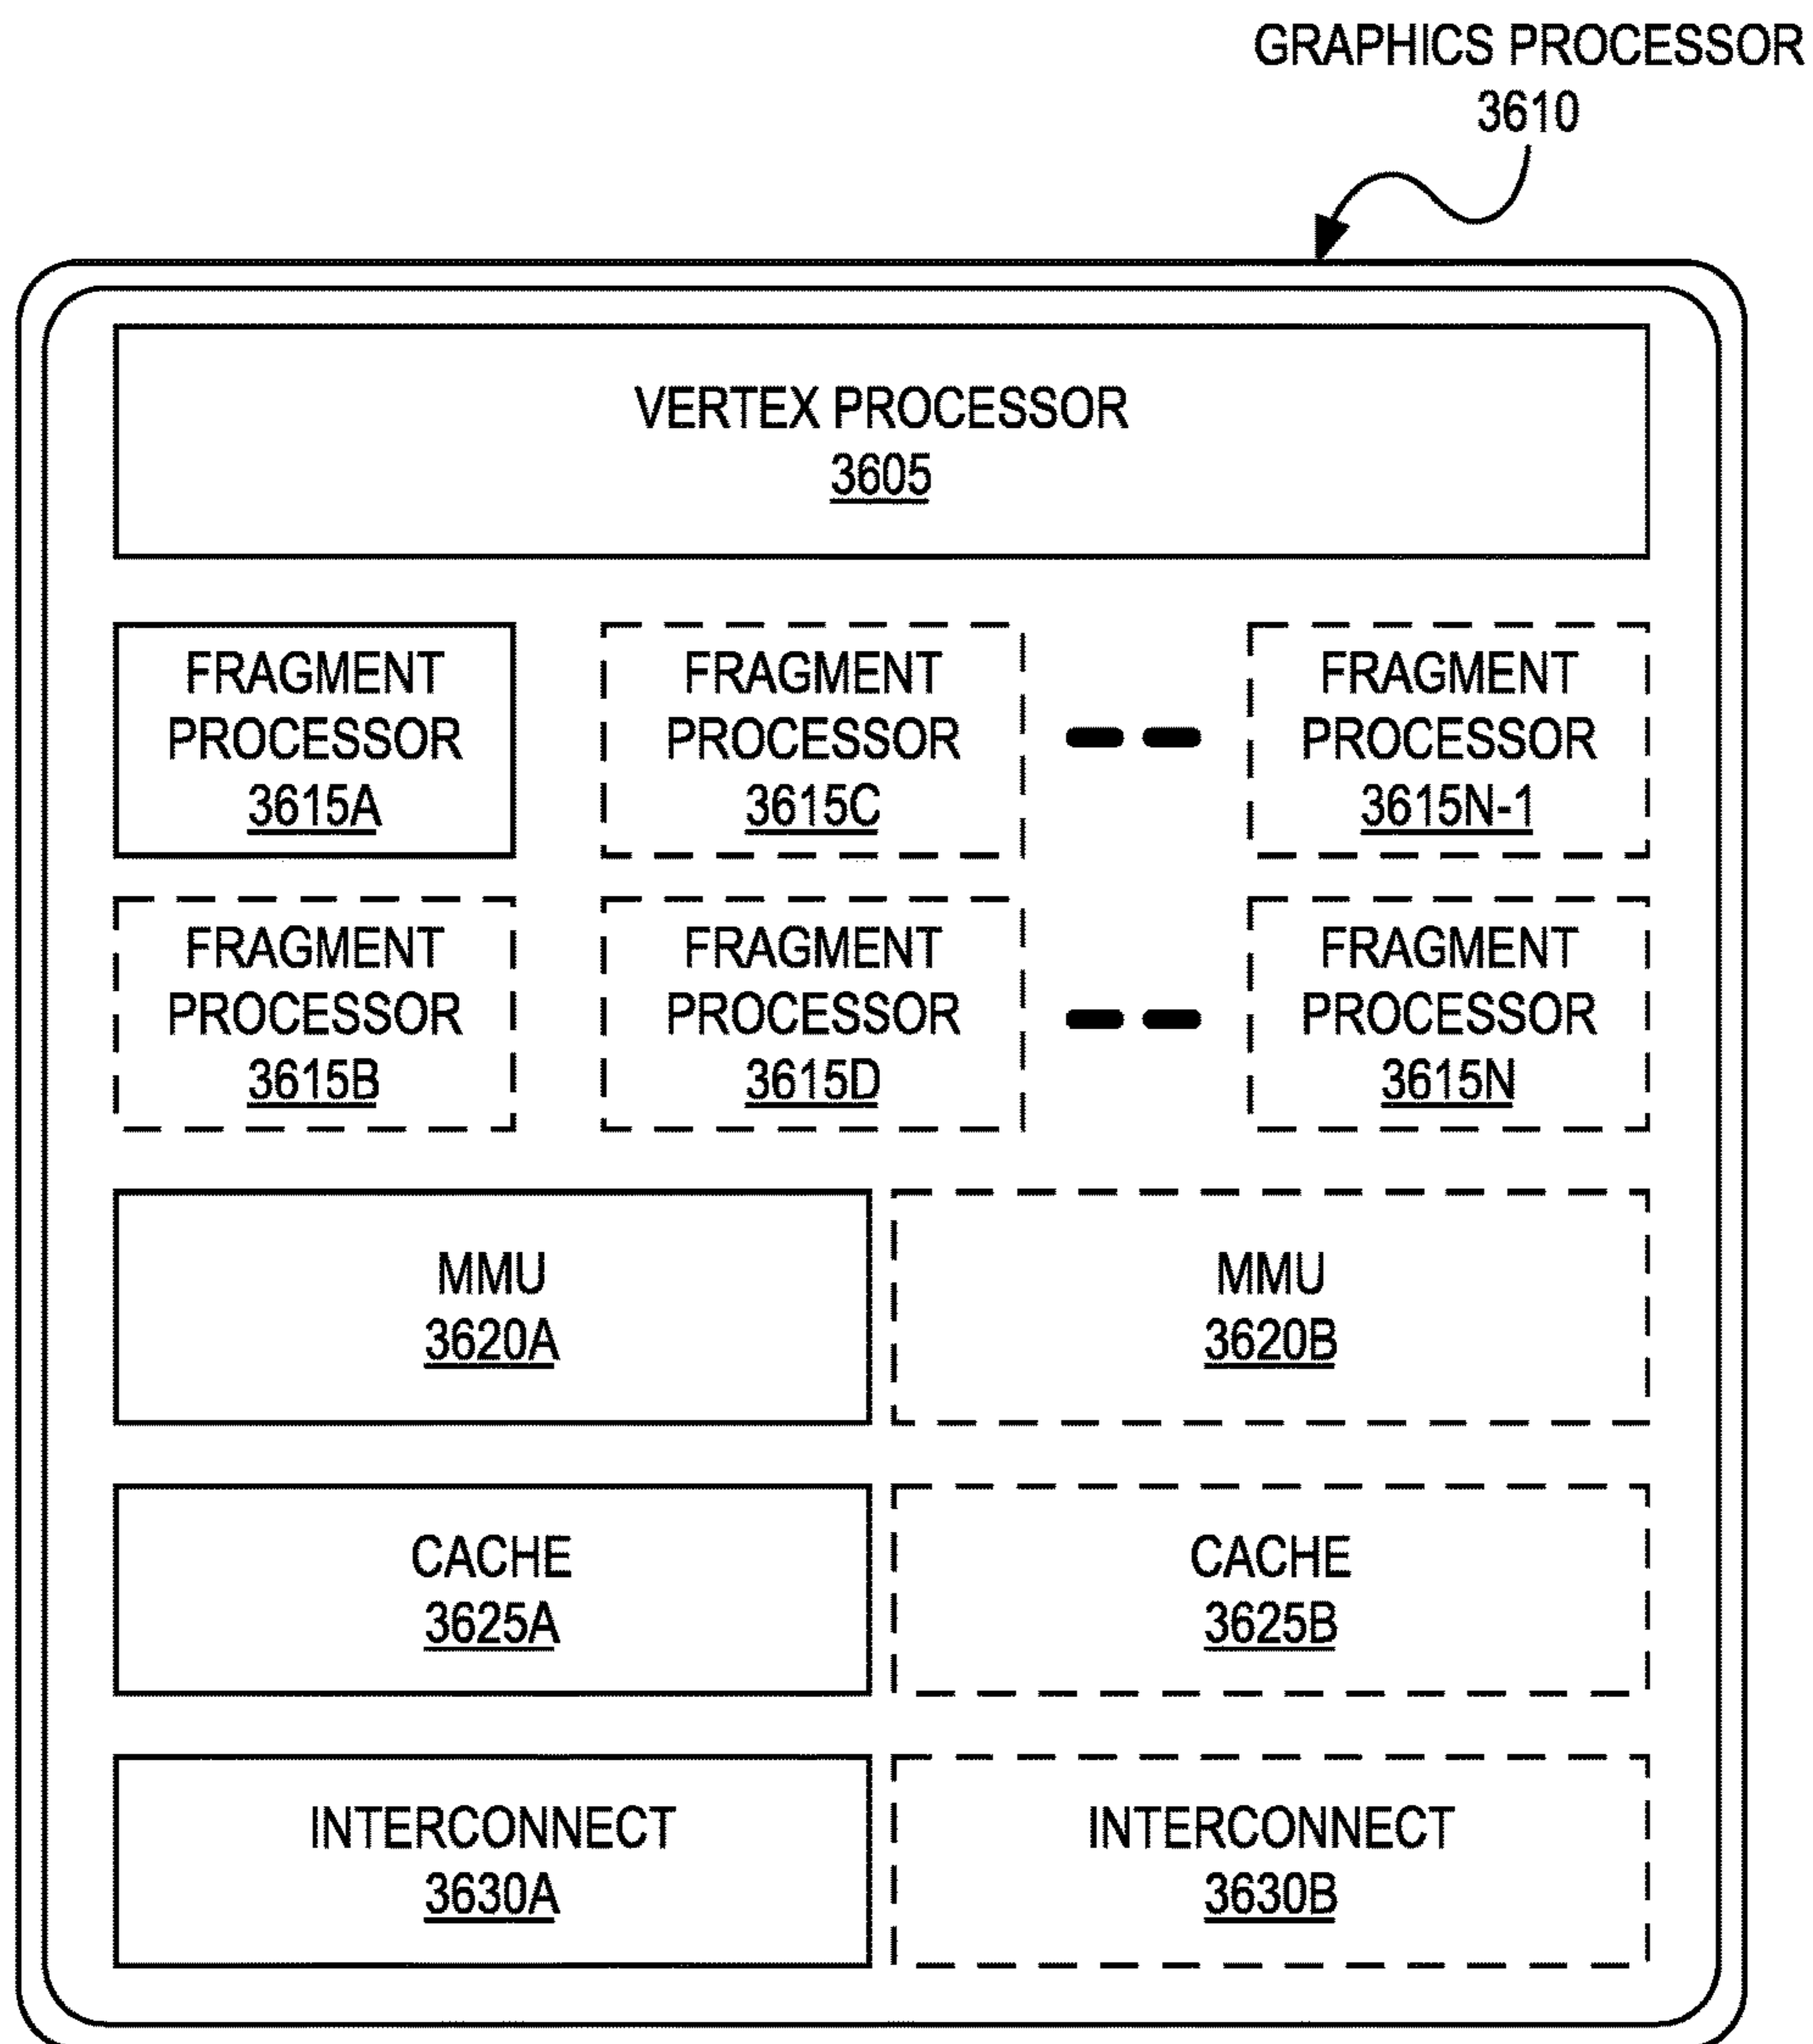 GRAPHICS PROCESSOR
3610
VERTEX PROCESSOR
3605
FRAGMENT
PROCESSOR
3615A
FRAGMENT
PROCESSOR
3615C
FRAGMENT
PROCESSOR
3615N-1
FRAGMENT
PROCESSOR
3615B
FRAGMENT
PROCESSOR
3615D
FRAGMENT
PROCESSOR
3615N
MMU
3620A
MMU
3620B
CACHE
3625A
CACHE
3625B
INTERCONNECT
3630A
INTERCONNECT
3630B